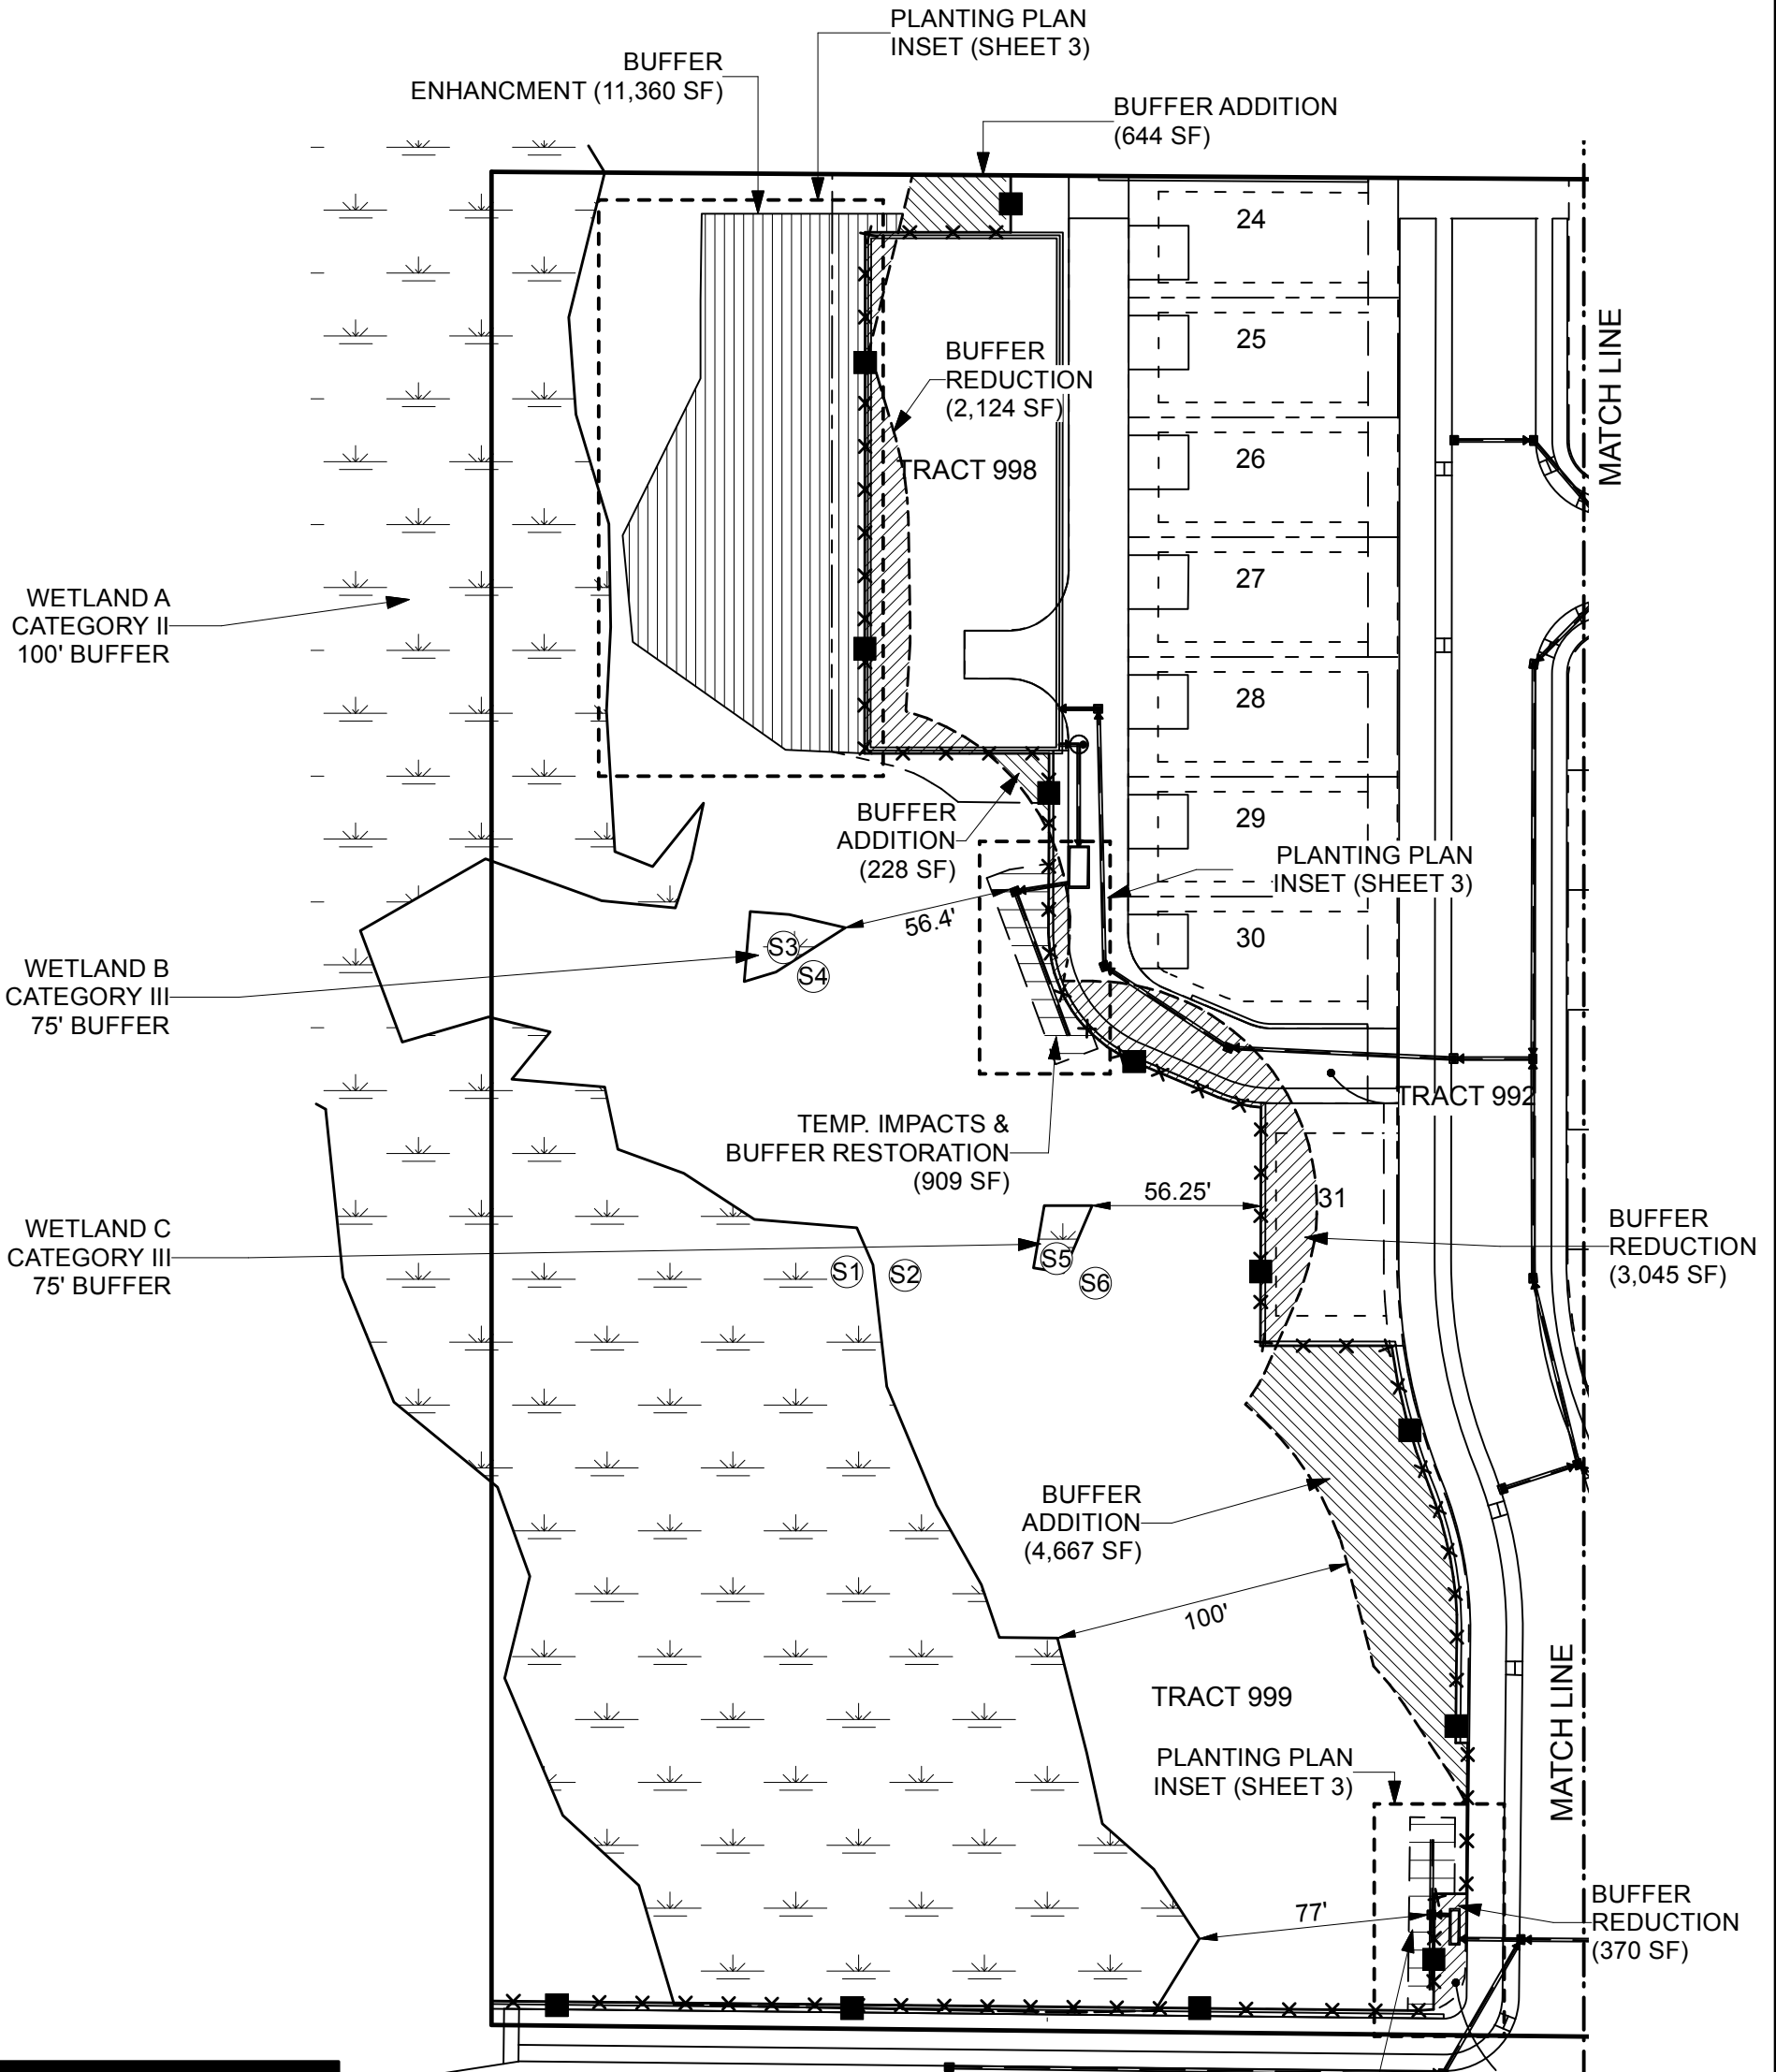 PLANTING PLAN
INSET (SHEET 3)
BUFFER
ENHANCMENT (11,360 SF)
BUFFER ADDITION
(644 SF)
24
25
MATCH LINE
BUFFER
REDUCTION
(2,124 SF)
26
TRACT 998
27
WETLAND A
CATEGORY II
100' BUFFER
28
29
BUFFER
ADDITION
(228 SF)
PLANTING PLAN
INSET (SHEET 3)
56.4'
30
S3
S4
WETLAND B
CATEGORY III
75' BUFFER
TRACT 992
TEMP. IMPACTS &
BUFFER RESTORATION
(909 SF)
56.25'
31
WETLAND C
CATEGORY III
75' BUFFER
S1
S2
S5
S6
BUFFER
REDUCTION
(3,045 SF)
BUFFER
ADDITION
(4,667 SF)
100'
TRACT 999
MATCH LINE
PLANTING PLAN
INSET (SHEET 3)
77'
BUFFER
REDUCTION
(370 SF)